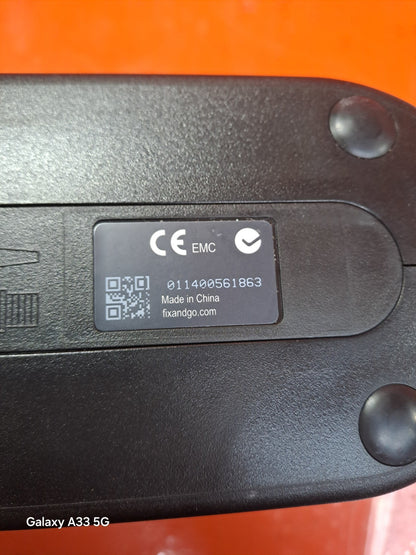 CE EMC
011400561863
Made in China
fixandgo.com
Galaxy A33 5G